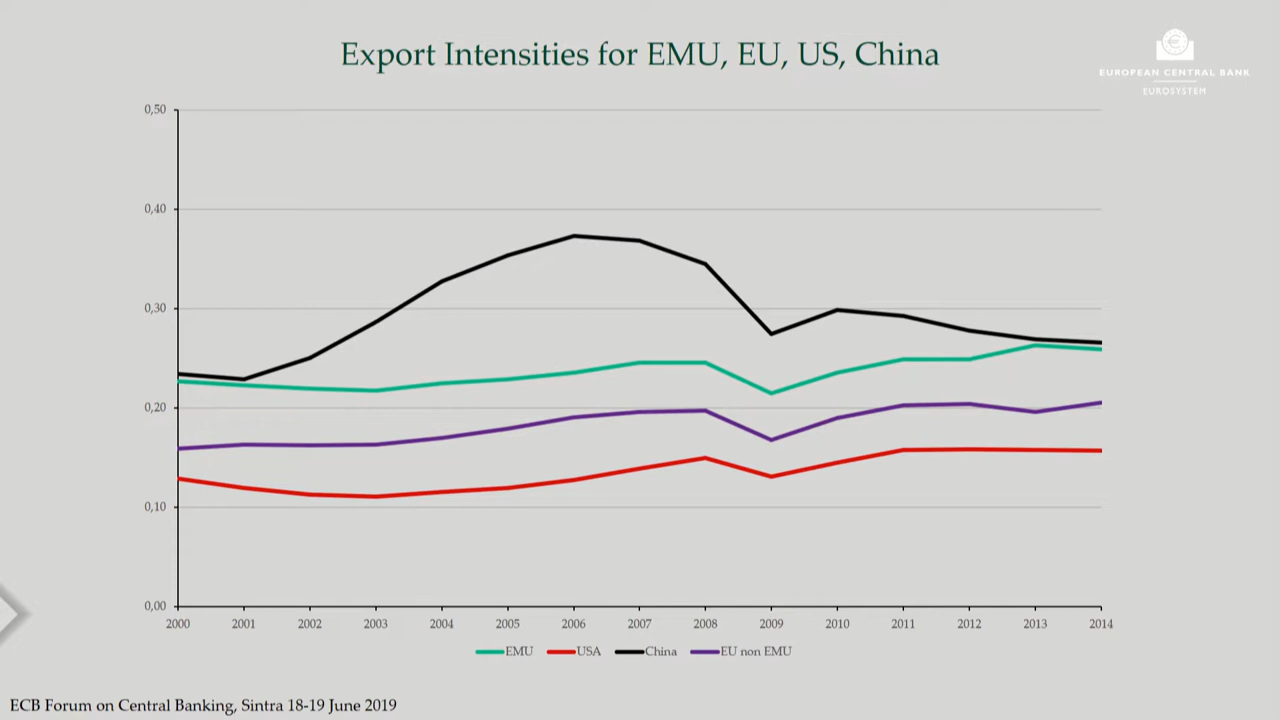 Export Intensities for EMU, EU, US, China
EUROPEAN CENTRAL BANK
EUROSYSTEM
0,50
0,40
0,30
0,20
0,10
0,00
2000 2001 2002 2003 2004 2005 2006 2007 2008 2009 2010 2011 2012 2013 2014
EMU USA China EU non EMU
ECB Forum on Central Banking, Sintra 18-19 June 2019